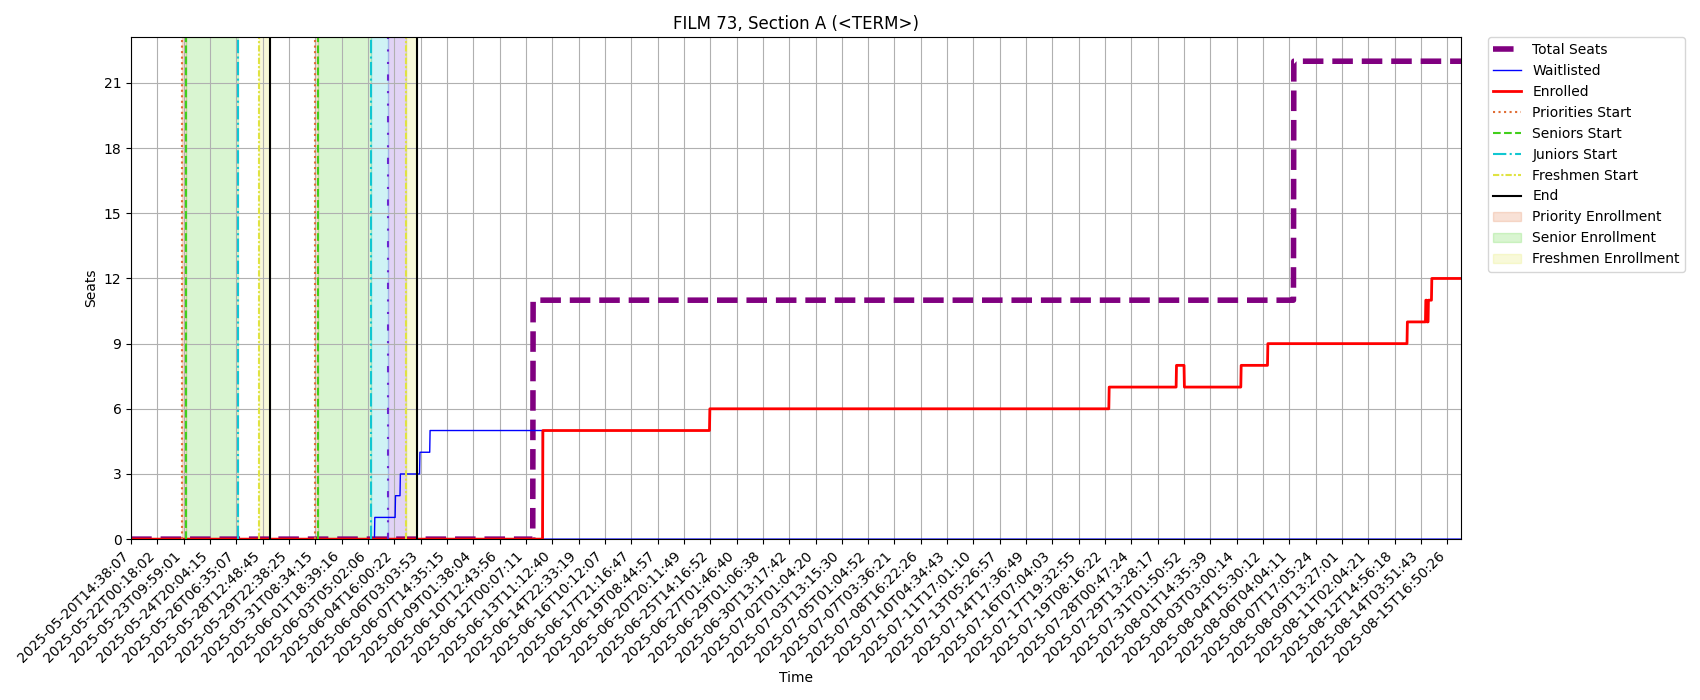 FILM 73, Section A (<TERM>)
Total Seats
Waitlisted
Enrolled
Priorities Start
Seniors Start
Juniors Start
Freshmen Start
End
Priority Enrollment
Senior Enrollment
Freshmen Enrollment
Seats
21
18
15
12
9
6
3
0
2025-05-20T14:38:07
2025-05-22T00:18:02
2025-05-23T09:59:01
2025-05-24T20:04:15
2025-05-26T06:35:07
2025-05-28T12:48:45
2025-05-29T22:38:25
2025-05-31T08:34:15
2025-06-01T18:39:16
2025-06-03T05:02:06
2025-06-04T16:00:22
2025-06-06T03:03:53
2025-06-07T14:35:15
2025-06-09T01:38:04
2025-06-10T12:43:56
2025-06-12T00:07:11
2025-06-13T11:12:40
2025-06-14T22:33:19
2025-06-16T10:12:07
2025-06-17T21:16:47
2025-06-19T08:44:57
2025-06-20T20:11:49
2025-06-25T14:16:52
2025-06-27T01:46:40
2025-06-29T01:06:38
2025-06-30T13:17:42
2025-07-02T01:04:20
2025-07-03T13:15:30
2025-07-05T01:04:52
2025-07-07T03:36:21
2025-07-08T16:22:26
2025-07-10T04:34:43
2025-07-11T17:01:10
2025-07-13T05:26:57
2025-07-14T17:36:49
2025-07-16T07:04:03
2025-07-17T19:32:55
2025-07-19T08:16:22
2025-07-28T00:47:24
2025-07-29T13:28:17
2025-07-31T01:50:52
2025-08-01T14:35:39
2025-08-03T03:00:14
2025-08-04T15:30:12
2025-08-06T04:04:11
2025-08-07T17:05:24
2025-08-09T13:27:01
2025-08-11T02:04:21
2025-08-12T14:56:18
2025-08-14T03:51:43
2025-08-15T16:50:26
Time